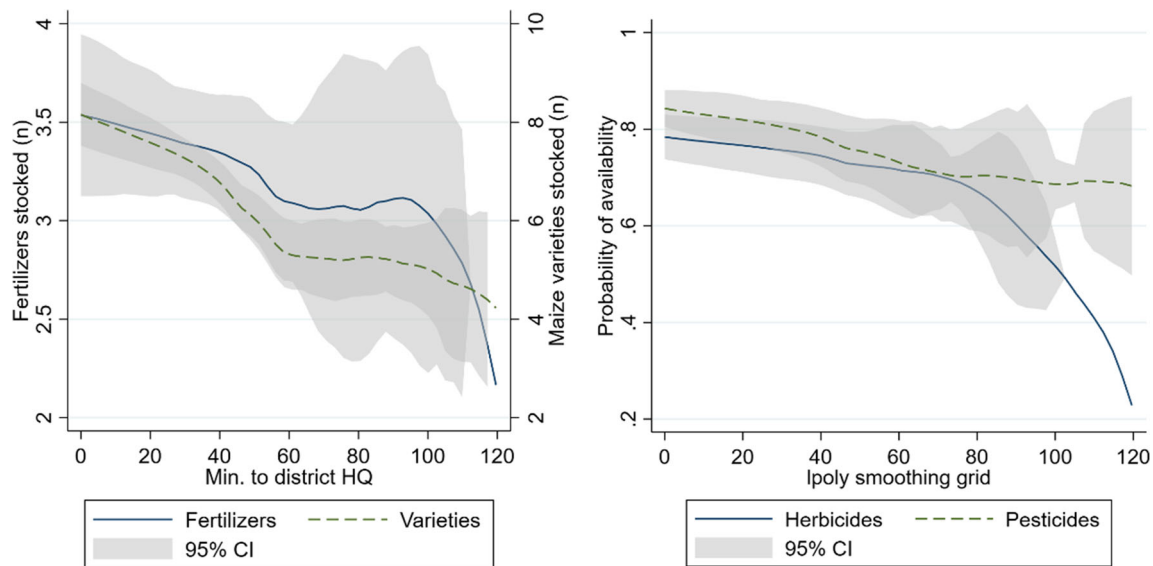 Fertilizers stocked (n)
4
3.5
3
2.5
2
Maize varieties stocked (n)
10
8
6
4
2
0 20 40 60 80 100 120
Min. to district HQ
Fertilizers Varieties
95% CI
Probability of availability
1
.8
.6
.4
.2
0 20 40 60 80 100 120
lpoly smoothing grid
Herbicides Pesticides
95% CI